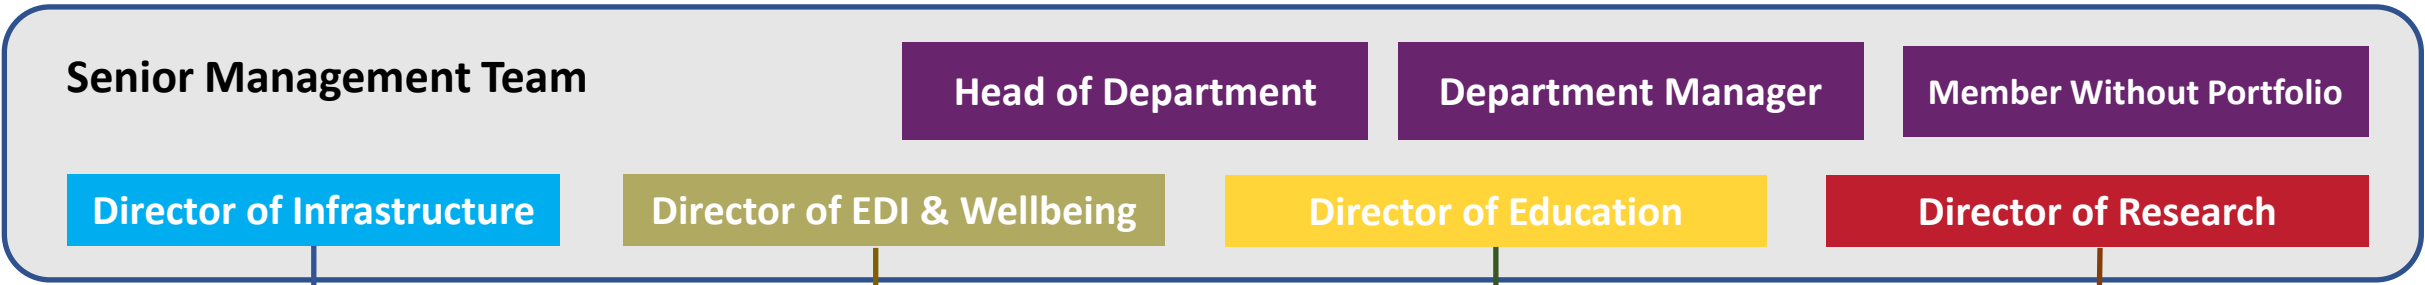 Senior Management Team
Head of Department
Department Manager
Member Without Portfolio
Director of Infrastructure
Director of EDI & Wellbeing
Director of Education
Director of Research